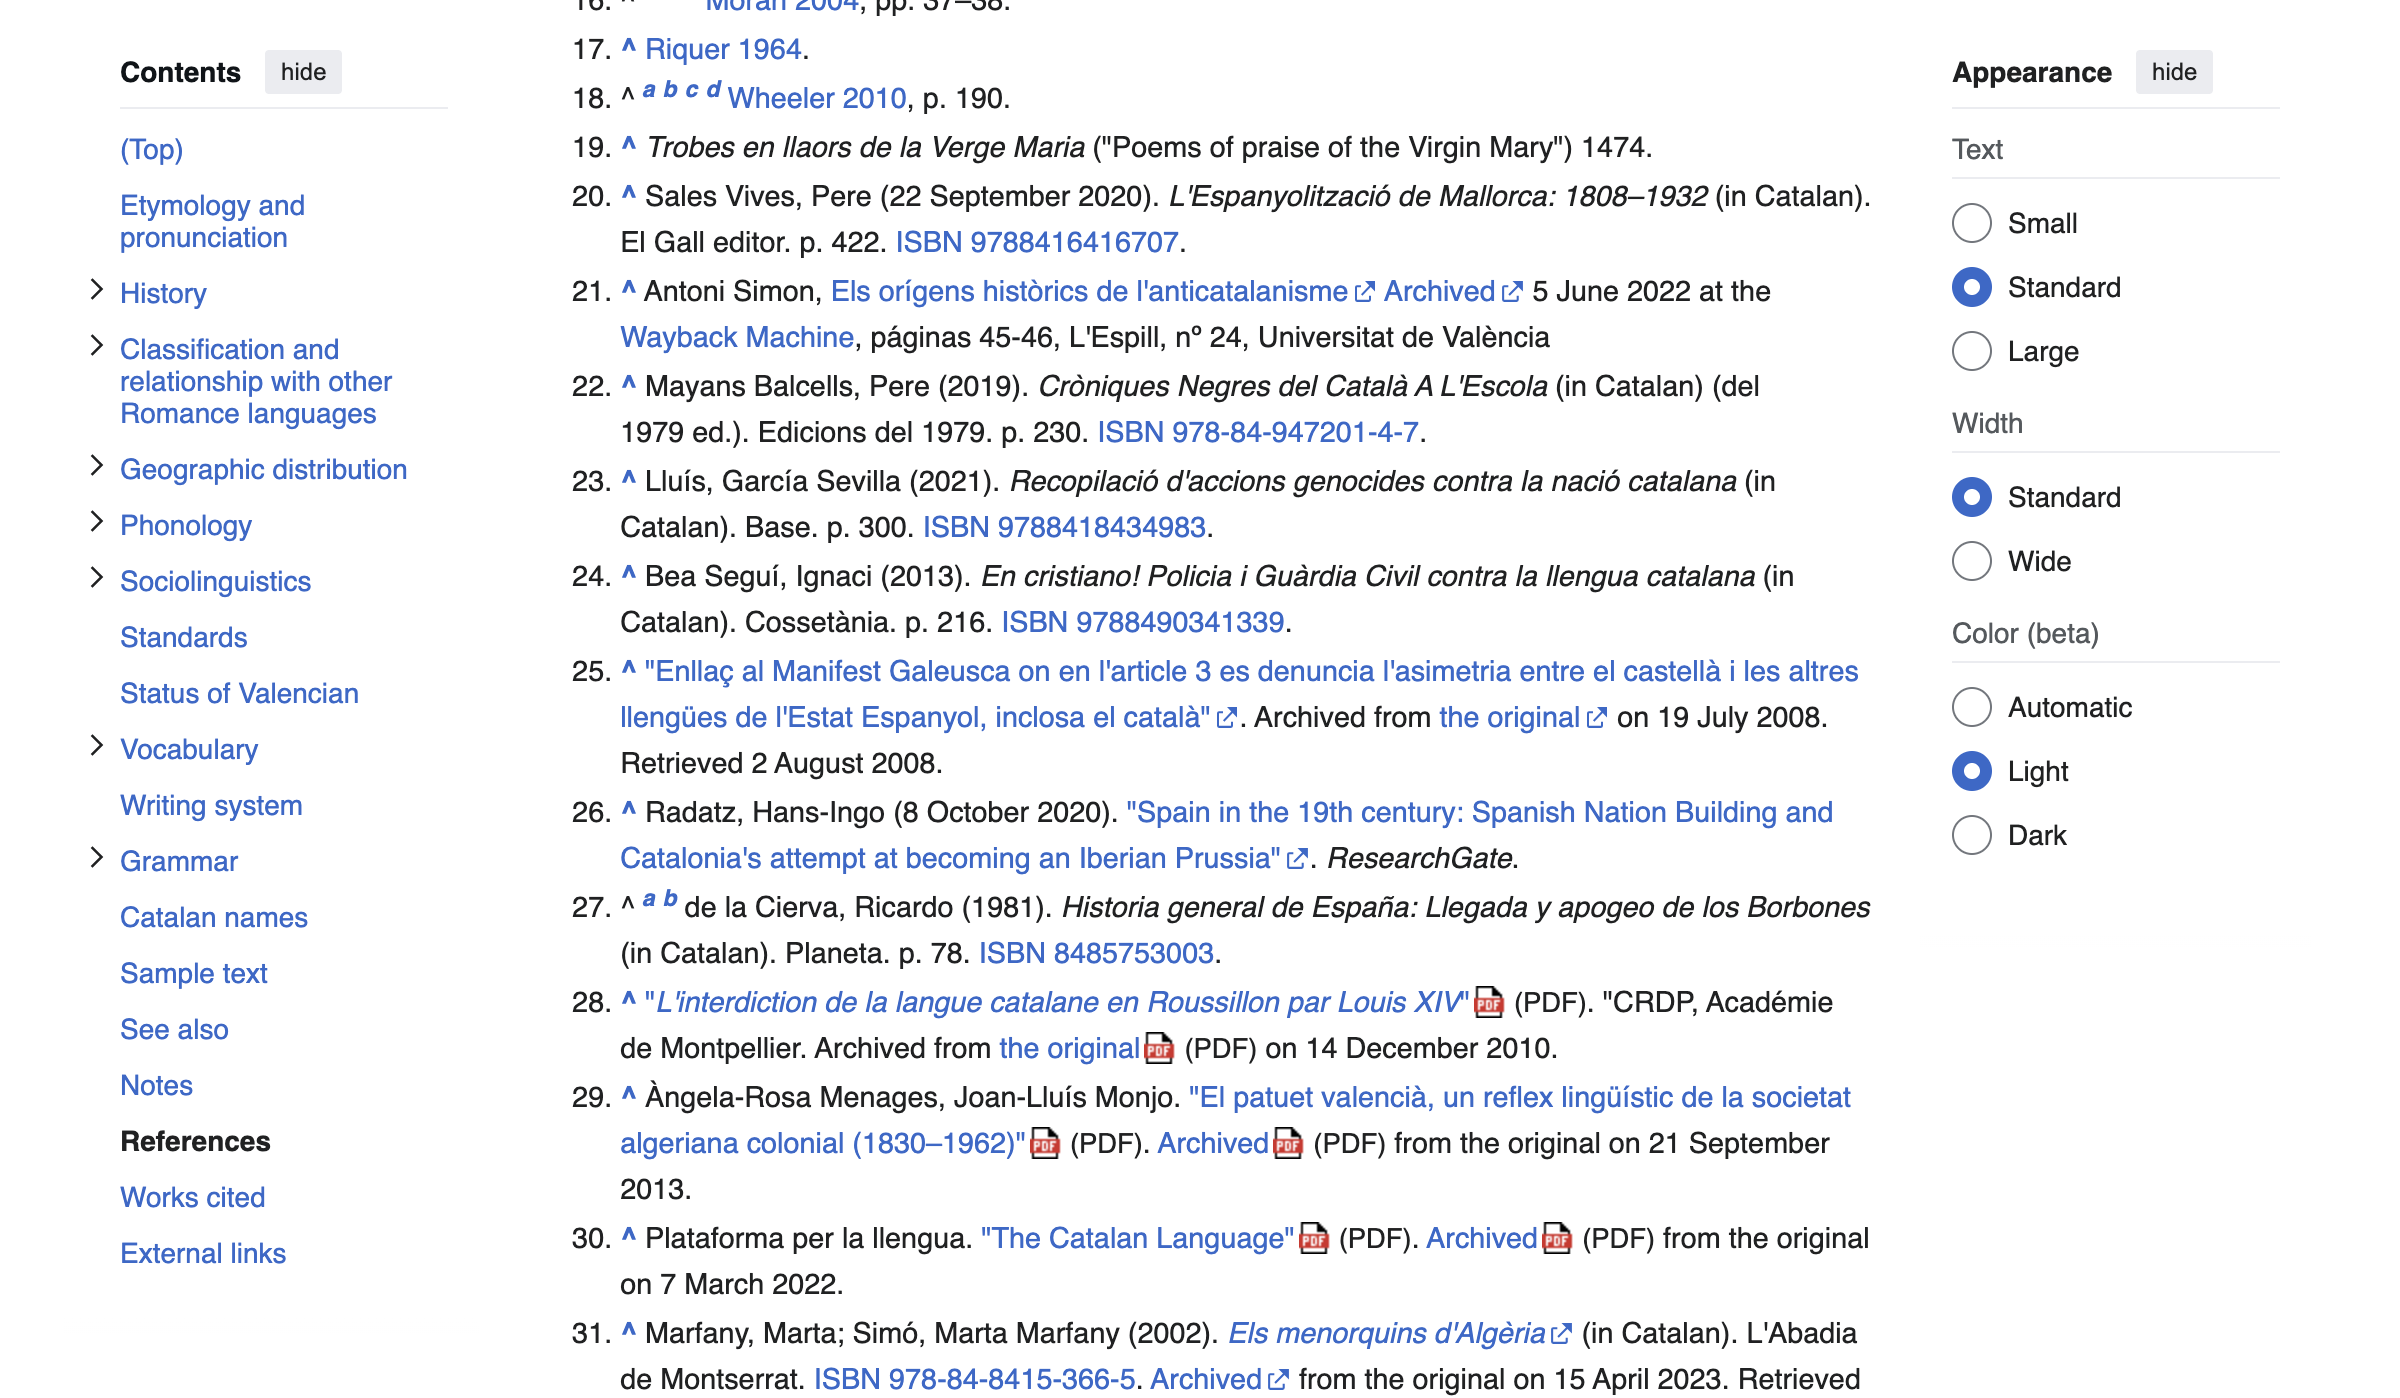 Contents hide
(Top)
Etymology and
pronunciation
History
Classification and
relationship with other
Romance languages
Geographic distribution
Phonology
Sociolinguistics
Standards
Status of Valencian
Vocabulary
Writing system
Grammar
Catalan names
Sample text
See also
Notes
References
Works cited
External links
16. ^ Moran 2004, pp. 37–38.
17. ^ Riquer 1964.
18. ^ a b c d Wheeler 2010, p. 190.
19. ^ Trobes en llaors de la Verge Maria ("Poems of praise of the Virgin Mary") 1474.
20. ^ Sales Vives, Pere (22 September 2020). L'Espanyolització de Mallorca: 1808–1932 (in Catalan).
El Gall editor. p. 422. ISBN 9788416416707.
21. ^ Antoni Simon, Els orígens històrics de l'anticatalanisme Archived 5 June 2022 at the
Wayback Machine, páginas 45-46, L'Espill, nº 24, Universitat de València
22. ^ Mayans Balcells, Pere (2019). Cròniques Negres del Català A L'Escola (in Catalan) (del
1979 ed.). Edicions del 1979. p. 230. ISBN 978-84-947201-4-7.
23. ^ Lluís, García Sevilla (2021). Recopilació d'accions genocides contra la nació catalana (in
Catalan). Base. p. 300. ISBN 9788418434983.
24. ^ Bea Seguí, Ignaci (2013). En cristiano! Policia i Guàrdia Civil contra la llengua catalana (in
Catalan). Cossetània. p. 216. ISBN 9788490341339.
25. ^ "Enllaç al Manifest Galeusca on en l'article 3 es denuncia l'asimetria entre el castellà i les altres
llengües de l'Estat Espanyol, inclosa el català". Archived from the original on 19 July 2008.
Retrieved 2 August 2008.
26. ^ Radatz, Hans-Ingo (8 October 2020). "Spain in the 19th century: Spanish Nation Building and
Catalonia's attempt at becoming an Iberian Prussia". ResearchGate.
27. ^ a b de la Cierva, Ricardo (1981). Historia general de España: Llegada y apogeo de los Borbones
(in Catalan). Planeta. p. 78. ISBN 8485753003.
28. ^ "L'interdiction de la langue catalane en Roussillon par Louis XIV" PDF (PDF). "CRDP, Académie
de Montpellier. Archived from the original PDF (PDF) on 14 December 2010.
29. ^ Àngela-Rosa Menages, Joan-Lluís Monjo. "El patuet valencià, un reflex lingüístic de la societat
algeriana colonial (1830–1962)" PDF (PDF). Archived PDF (PDF) from the original on 21 September
2013.
30. ^ Plataforma per la llengua. "The Catalan Language" PDF (PDF). Archived PDF (PDF) from the original
on 7 March 2022.
31. ^ Marfany, Marta; Simó, Marta Marfany (2002). Els menorquins d'Algèria (in Catalan). L'Abadia
de Montserrat. ISBN 978-84-8415-366-5. Archived from the original on 15 April 2023. Retrieved
Appearance hide
Text
Small
Standard
Large
Width
Standard
Wide
Color (beta)
Automatic
Light
Dark